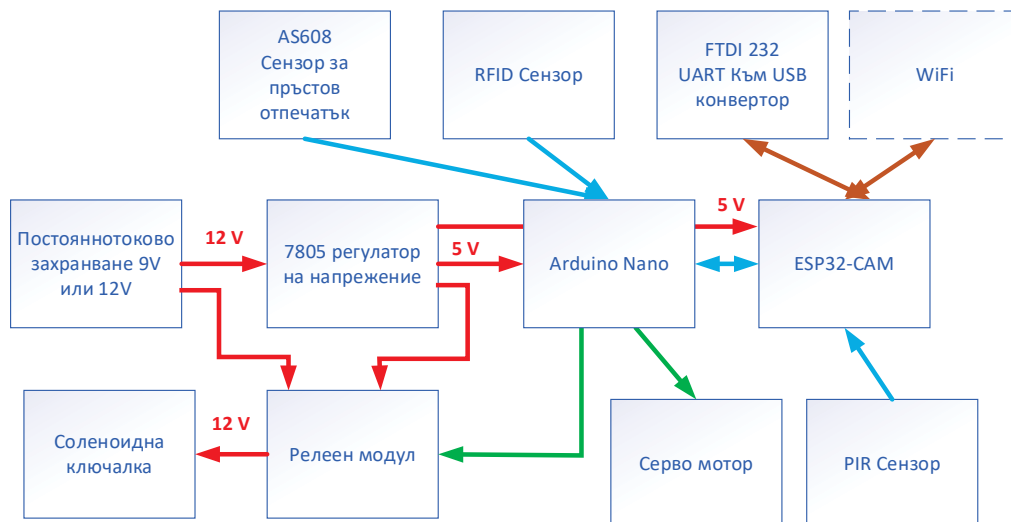 AS608
Сензор за
пръстов
отпечатък
RFID Сензор
FTDI 232
UART Към USB
конвертор
WiFi
Постояннотоково
захранване 9V
или 12V
12 V
7805 регулатор
на напрежение
5 V
Arduino Nano
5 V
ESP32-CAM
Соленоидна
ключалка
12 V
Релеен модул
Серво мотор
PIR Сензор